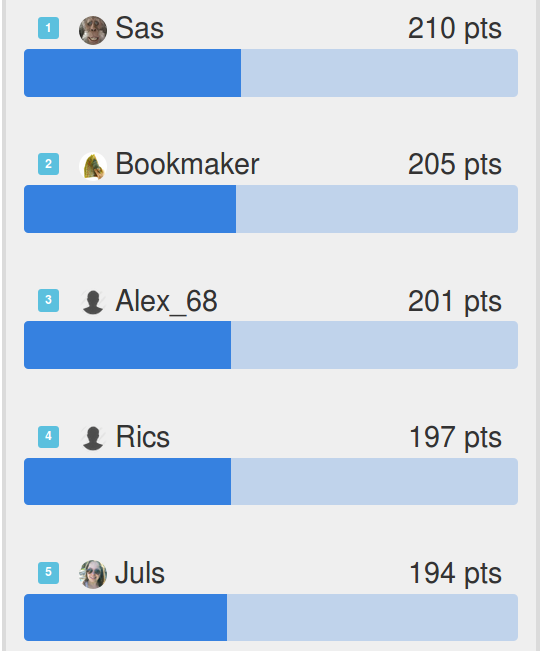 1 Sas 210 pts
2 Bookmaker 205 pts
3 Alex_68 201 pts
4 Rics 197 pts
5 Juls 194 pts